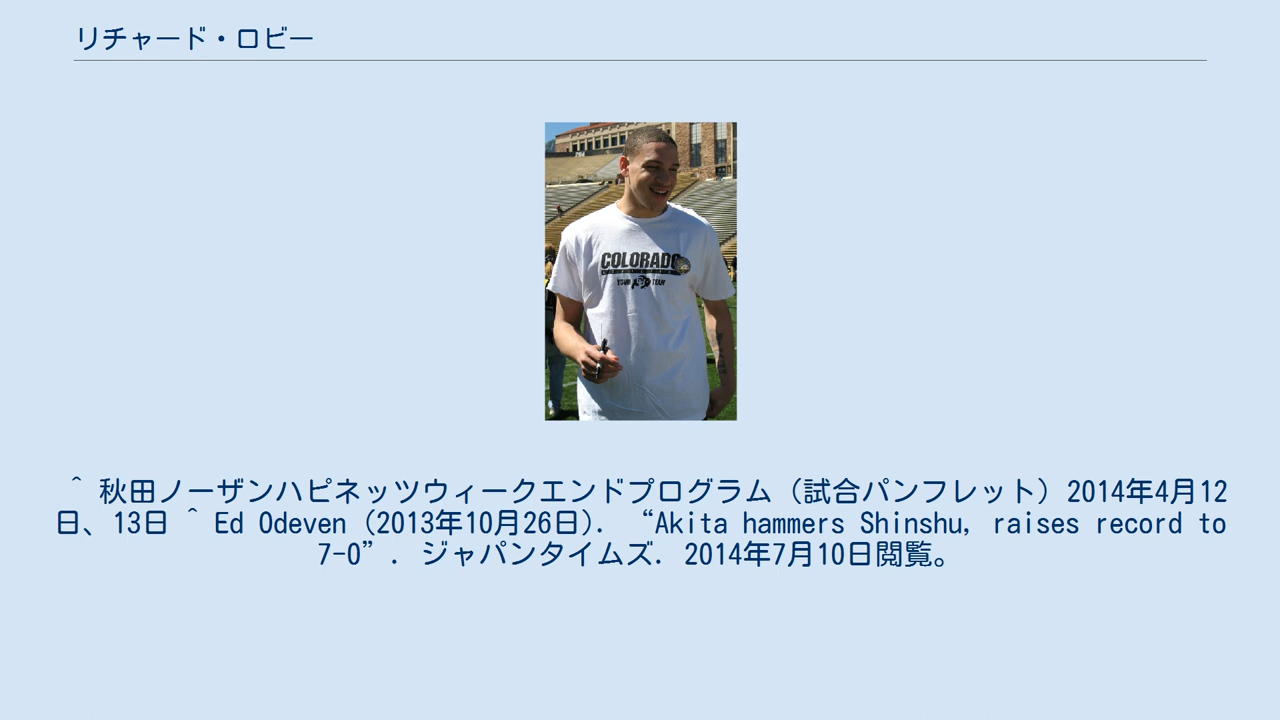 リチャード・ロビー
COLORADO
YOUR TEAM
^ 秋田ノーザンハピネッツウィークエンドプログラム（試合パンフレット）2014年4月12
日、13日 ^ Ed Odeven (2013年10月26日). “Akita hammers Shinshu, raises record to
7-0”. ジャパンタイムズ. 2014年7月10日閲覧。